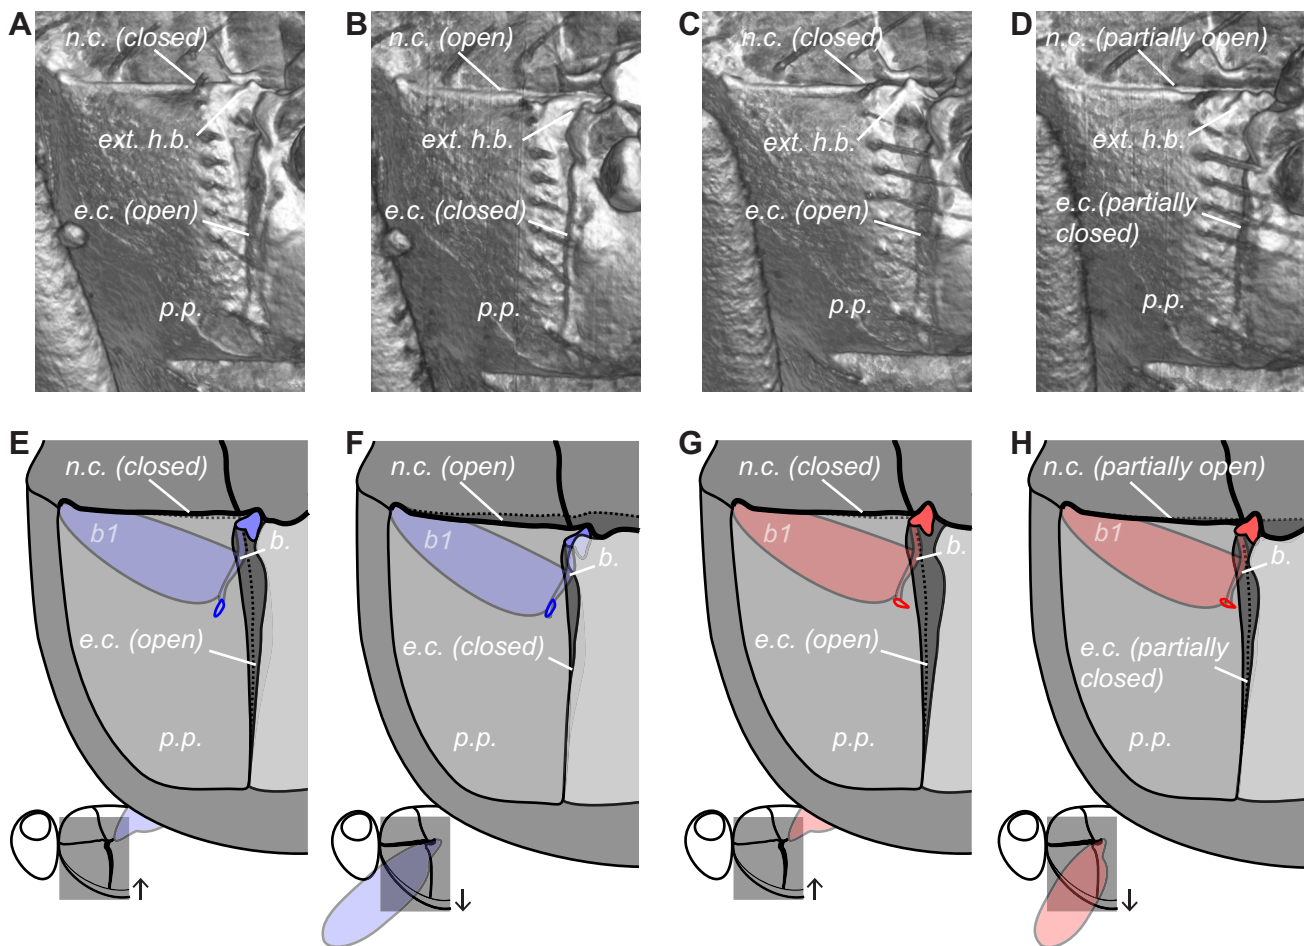 A
n.c. (closed)
ext. h.b.
e.c. (open)
p.p.
B
n.c. (open)
ext. h.b.
e.c. (closed)
p.p.
C
n.c. (closed)
ext h.b.
e.c. (open)
p.p.
D
n.c. (partially open)
ext. h.b.
e.c.(partially
closed)
p.p.
E
n.c. (closed)
b1
b.
e.c. (open)
p.p.
F
n.c. (open)
b1
b.
e.c. (closed)
p.p.
G
n.c. (closed)
b1
b.
e.c. (open)
p.p.
H
n.c. (partially open)
b1
b.
e.c. (partially
closed)
p.p.